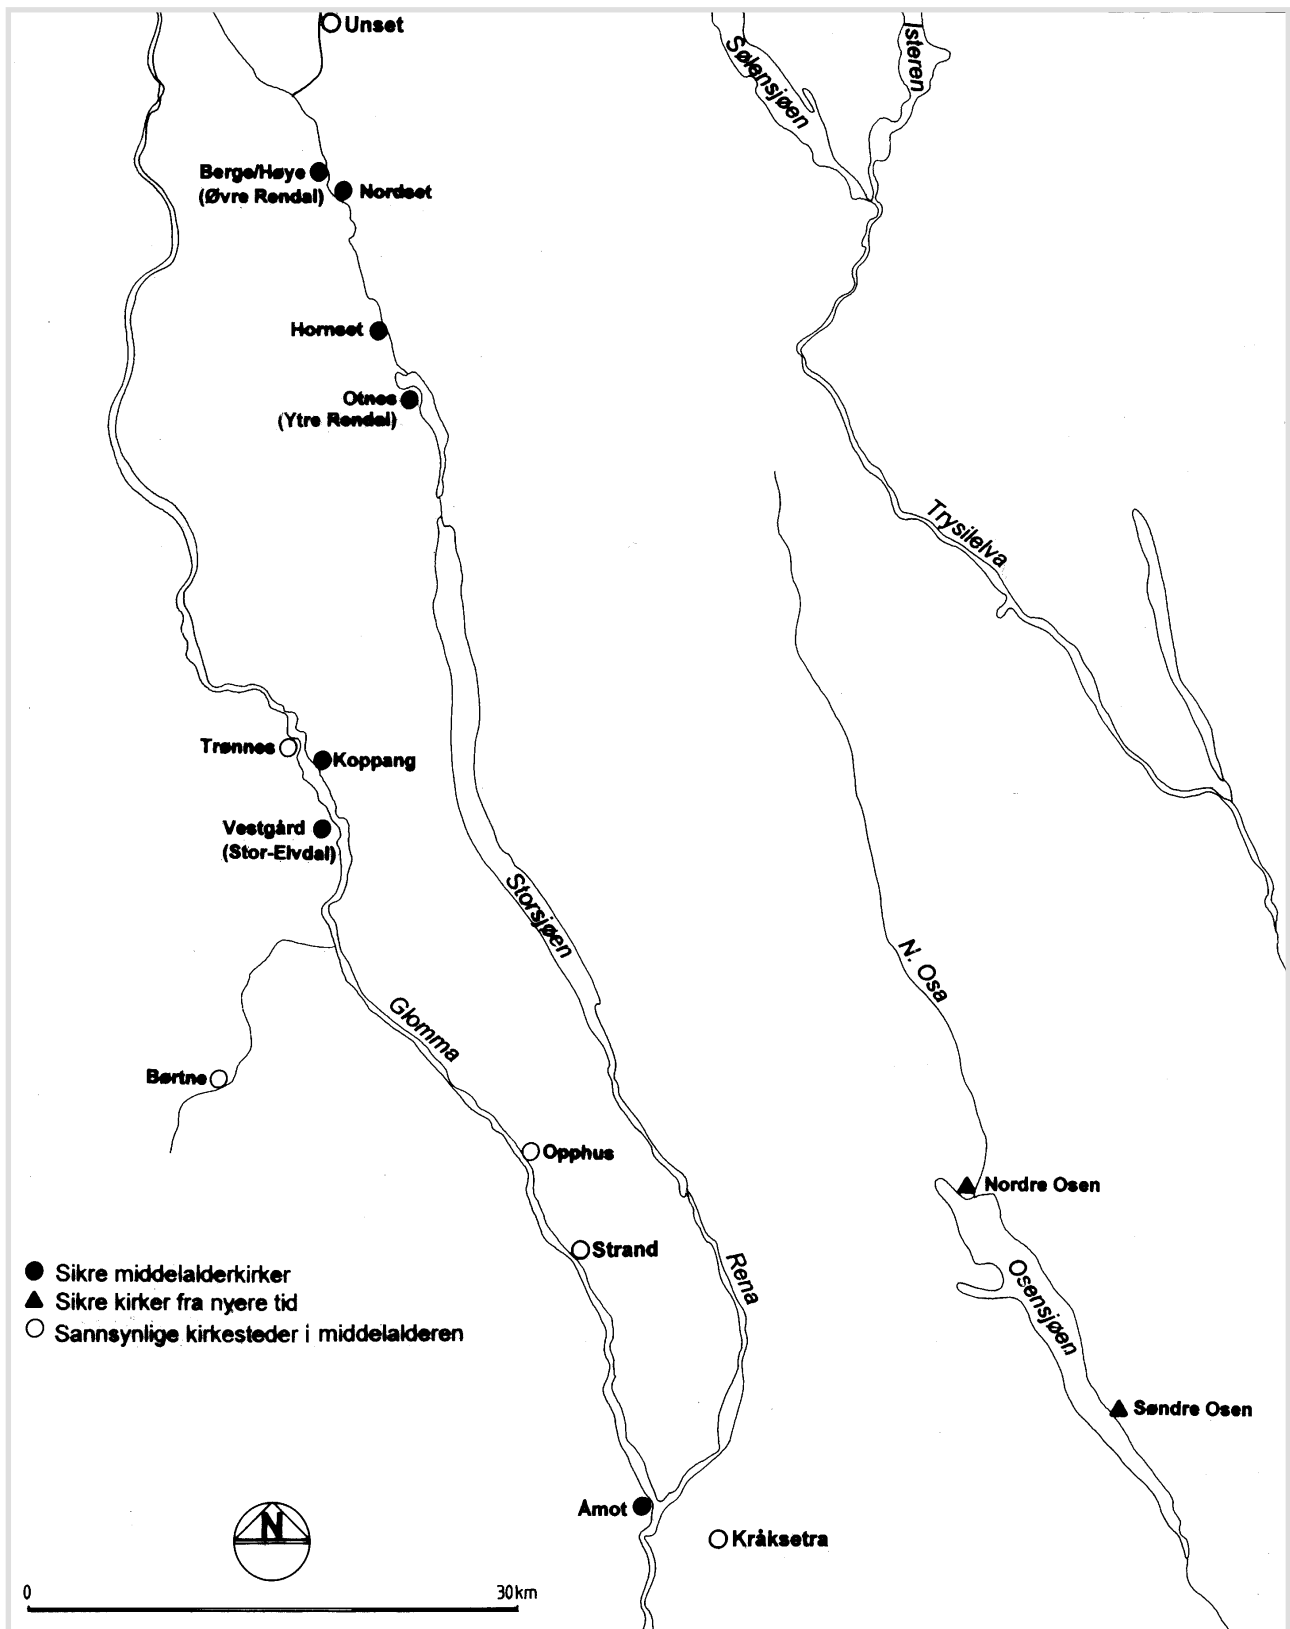 Unset
Sølensjøen
Isteren
Berge/Høye
(Øvre Rendal)
Nordset
Hornset
Otnes
(Ytre Rendal)
Trysilelva
Trønnes
Koppang
Vestgård
(Stor-Elvdal)
Storsjøen
N. Osa
Glomma
Børtne
Opphus
Nordre Osen
Strand
Rena
Osensjøen
Sikre middelalderkirker
Sikre kirker fra nyere tid
Sannsynlige kirkesteder i middelalderen
Søndre Osen
Åmot
Kråksetra
N
0 30km